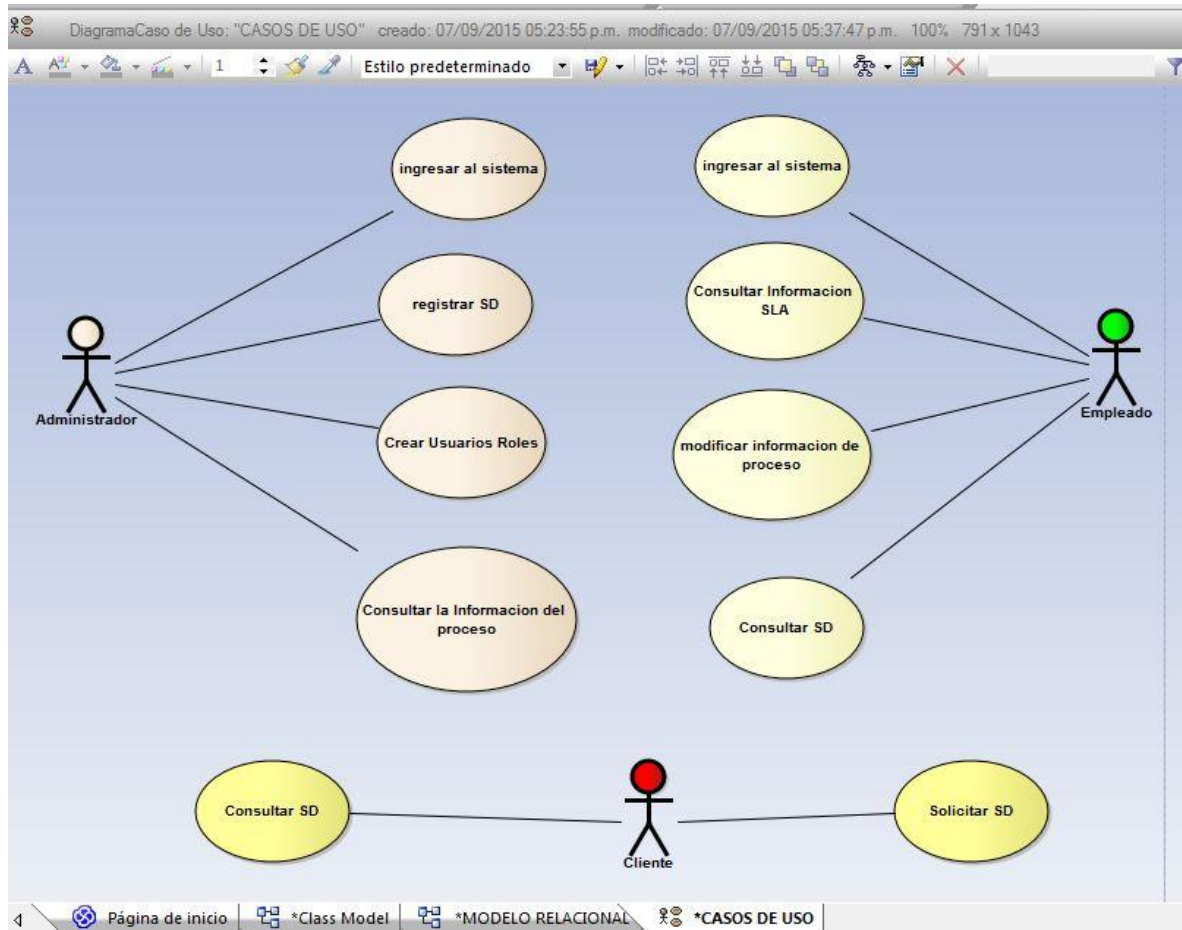 DiagramaCaso de Uso: "CASOS DE USO" creado: 07/09/2015 05:23:55 p.m. modificado: 07/09/2015 05:37:47 p.m. 100% 791 x 1043
A 1 Estilo predeterminado
ingresar al sistema
ingresar al sistema
registrar SD
Consultar Informacion
SLA
Administrador
Empleado
Crear Usuarios Roles
modificar informacion de
proceso
Consultar la Informacion del
proceso
Consultar SD
Consultar SD
Solicitar SD
Cliente
Página de inicio *Class Model *MODELO RELACIONAL *CASOS DE USO